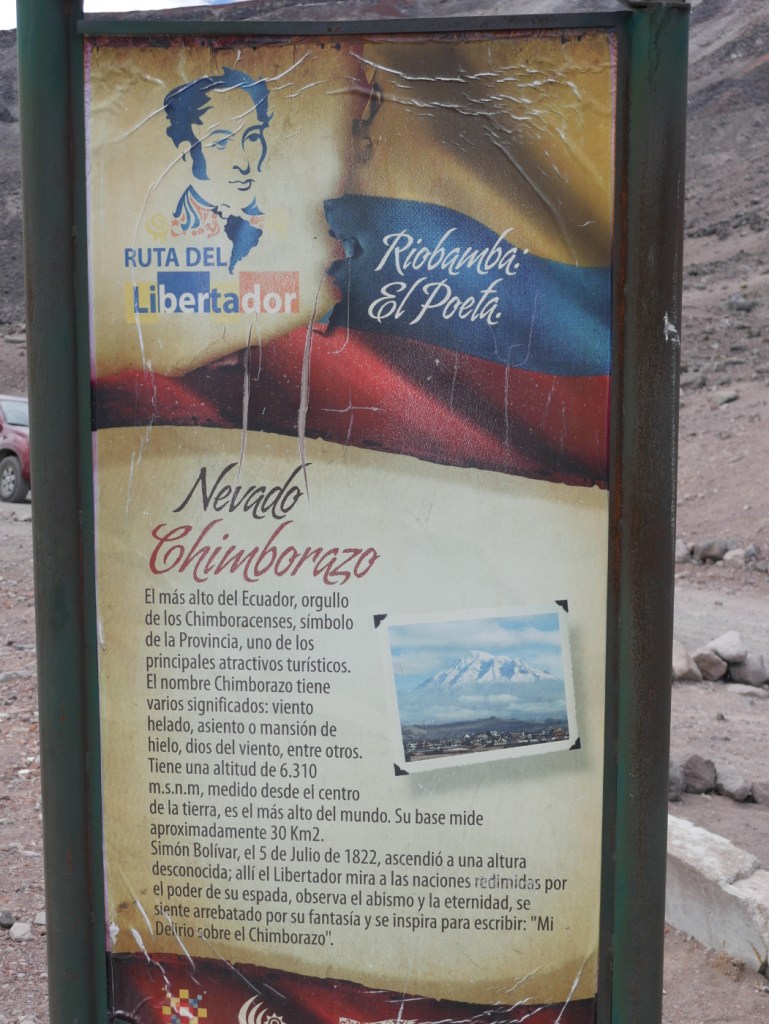 RUTA DEL
Libertador
Riobamba:
El Poeta.
Nevado
Chimborazo
El más alto del Ecuador, orgullo
de los Chimboracenses, símbolo
de la Provincia, uno de los
principales atractivos turísticos.
El nombre Chimborazo tiene
varios significados: viento
helado, asiento o mansión de
hielo, dios del viento, entre otros.
Tiene una altitud de 6.310
m.s.n.m, medido desde el centro
de la tierra, es el más alto del mundo. Su base mide
aproximadamente 30 Km2.
Simón Bolívar, el 5 de Julio de 1822, ascendió a una altura
desconocida; allí el Libertador mira a las naciones redimidas por
el poder de su espada, observa el abismo y la eternidad, se
siente arrebatado por su fantasía y se inspira para escribir: "Mi
Delirio sobre el Chimborazo".